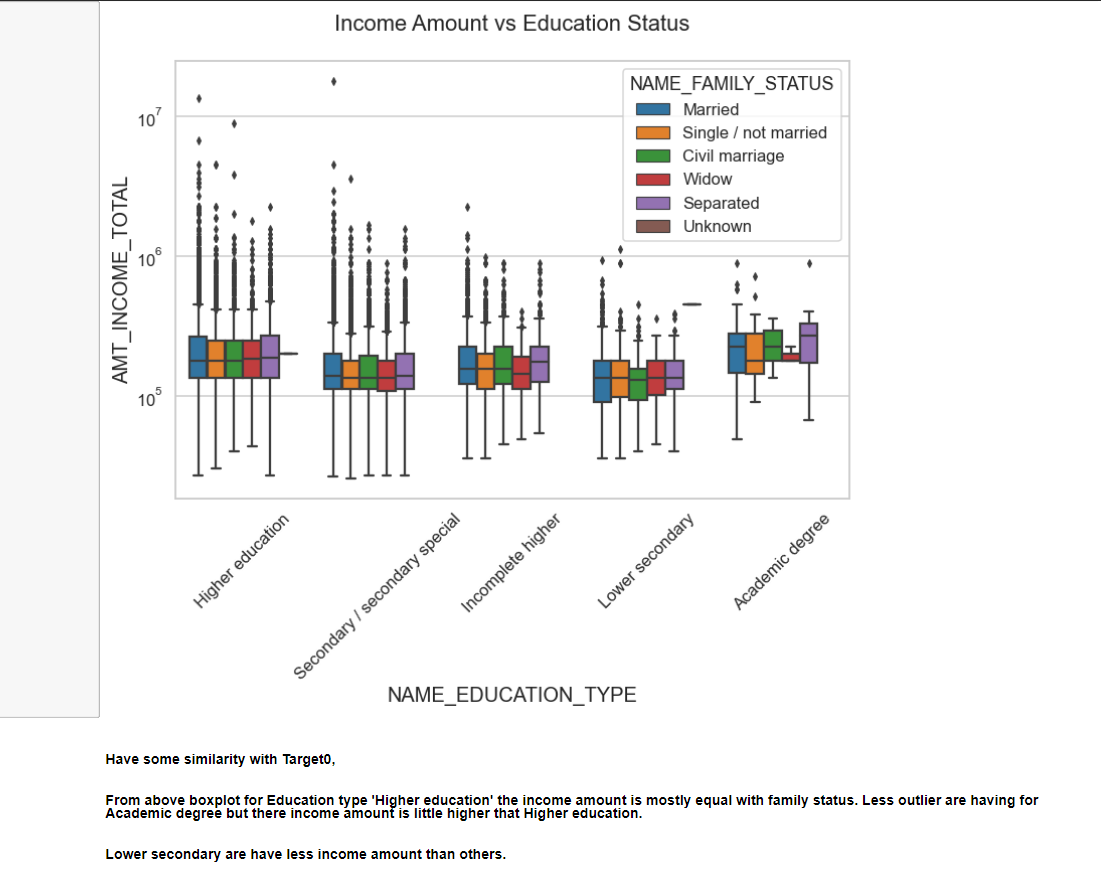 Income Amount vs Education Status
NAME_FAMILY_STATUS
Married
Single / not married
Civil marriage
Widow
Separated
Unknown
10^7
10^6
10^5
AMT_INCOME_TOTAL
Higher education
Secondary / secondary special
Incomplete higher
Lower secondary
Academic degree
NAME_EDUCATION_TYPE
Have some similarity with Target0,
From above boxplot for Education type 'Higher education' the income amount is mostly equal with family status. Less outlier are having for
Academic degree but there income amount is little higher that Higher education.
Lower secondary are have less income amount than others.